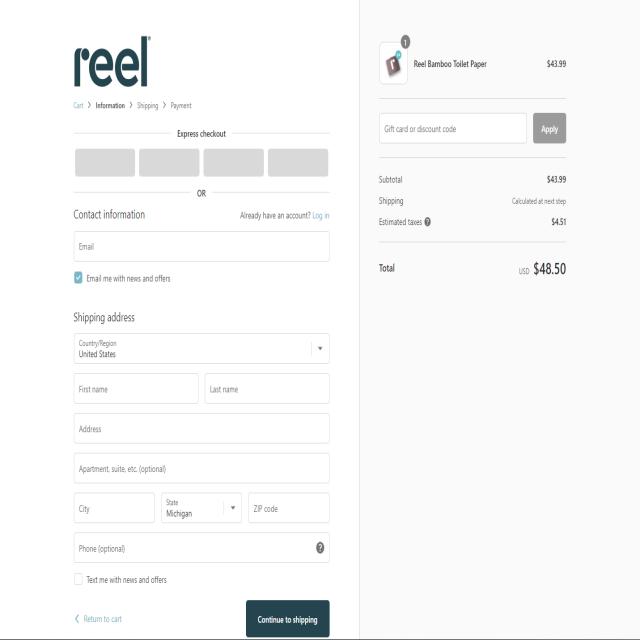 reel
Cart > Information > Shipping > Payment
Express checkout
OR
Contact information
Already have an account? Log in
Email
Email me with news and offers
Shipping address
Country/Region
United States
First name
Last name
Address
Apartment, suite, etc. (optional)
City
State
Michigan
ZIP code
Phone (optional)
?
Text me with news and offers
< Return to cart
Continue to shipping
1
Reel Bamboo Toilet Paper
$43.99
Gift card or discount code
Apply
Subtotal
$43.99
Shipping
Calculated at next step
Estimated taxes ?
$4.51
Total
USD $48.50